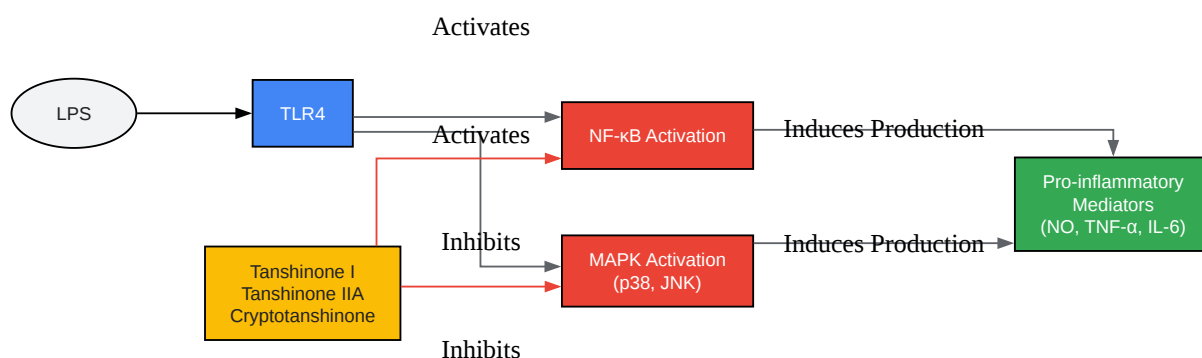 Activates
LPS
TLR4
Activates
NF-κB Activation
Induces Production
Pro-inflammatory
Mediators
(NO, TNF-α, IL-6)
Inhibits
MAPK Activation
(p38, JNK)
Induces Production
Tanshinone I
Tanshinone IIA
Cryptotanshinone
Inhibits